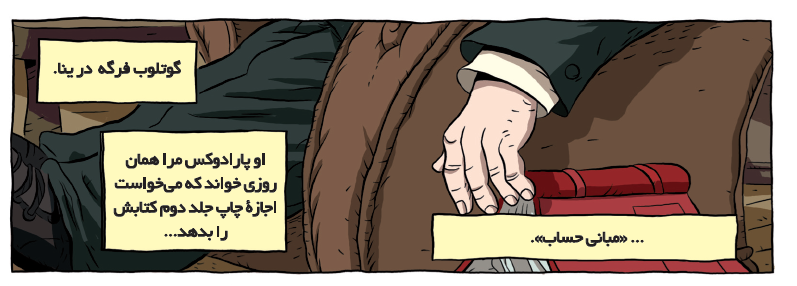 گوتلوب فرگه در ینا.
او پارادوکس مرا همان
روزی خواند که می‌خواست
اجازهٔ چاپ جلد دوم کتابش
را بدهد...
... «مبانی حساب».